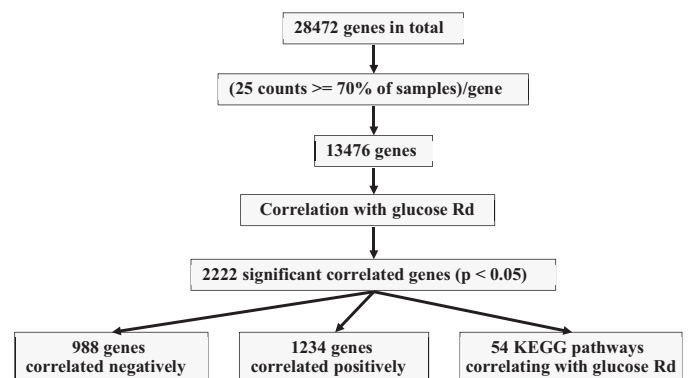 28472 genes in total
(25 counts >= 70% of samples)/gene
13476 genes
Correlation with glucose Rd
2222 significant correlated genes (p < 0.05)
988 genes
correlated negatively
1234 genes
correlated positively
54 KEGG pathways
correlating with glucose Rd